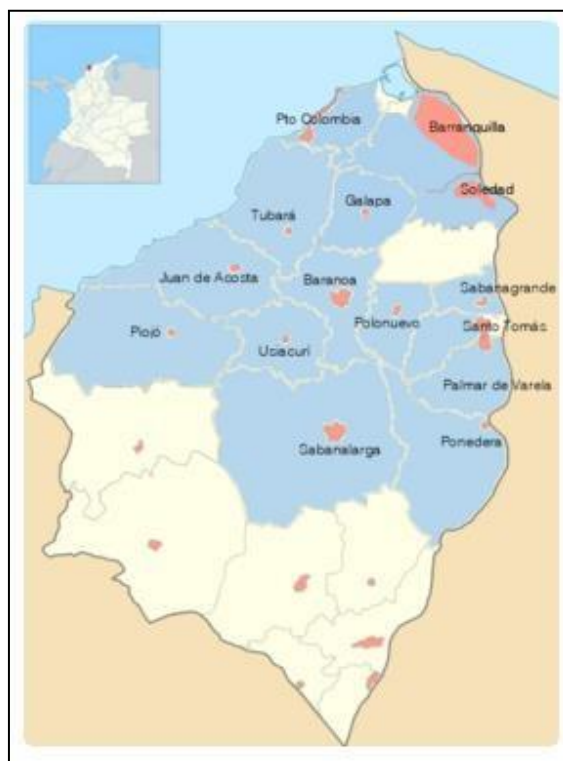 Pto Colombia
Barranquilla
Soledad
Galapa
Tubará
Juan de Acosta
Baranoa
Sabanagrande
Polonuevo
Santo Tomás
Piojó
Usiacurí
Palmar de Varela
Ponedera
Sabanalarga